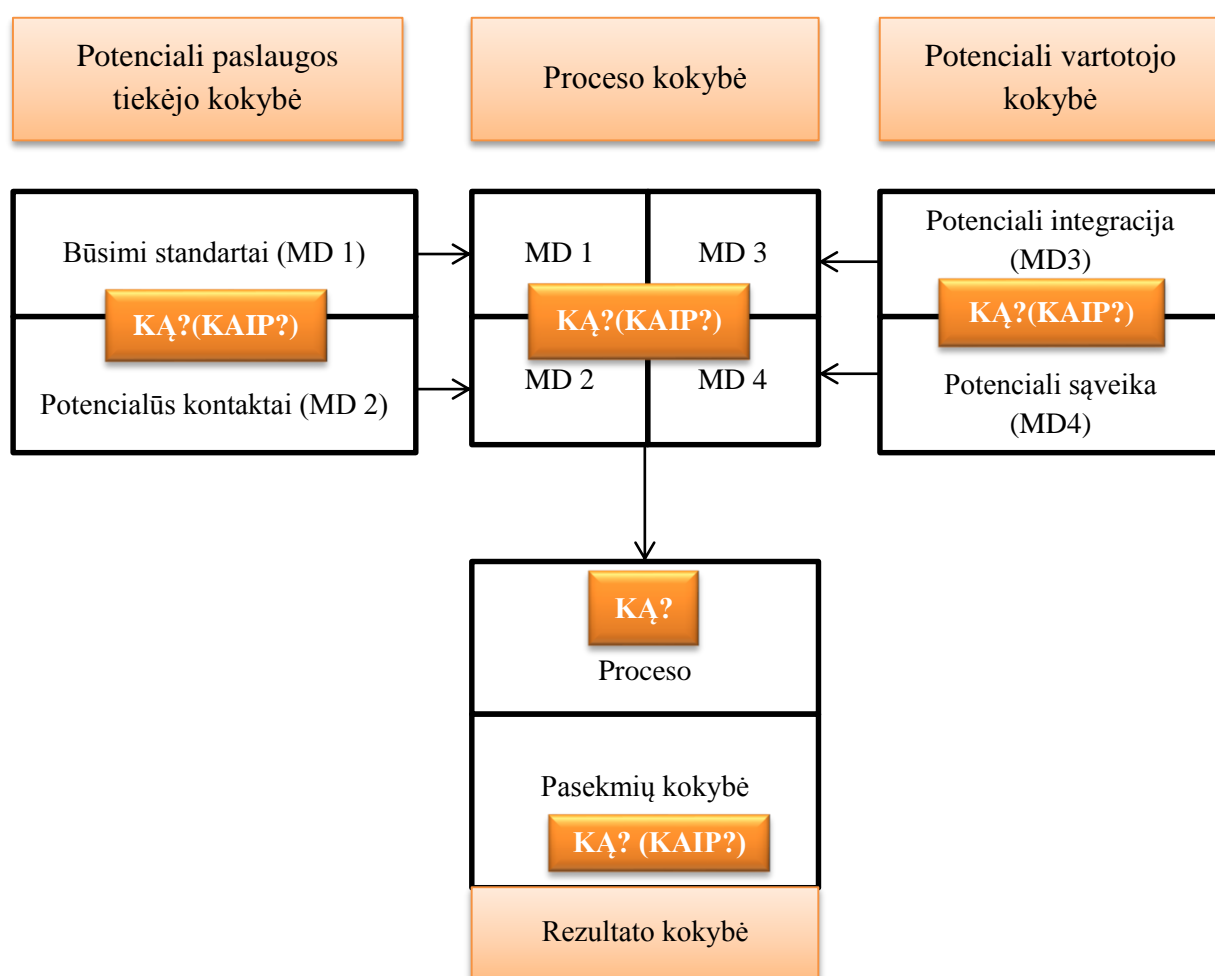 Potenciali paslaugos
tiekėjo kokybė
Proceso kokybė
Potenciali vartotojo
kokybė
Būsimi standartai (MD 1)
KĄ?(KAIP?)
Potencialūs kontaktai (MD 2)
MD 1
MD 3
KĄ?(KAIP?)
MD 2
MD 4
Potenciali integracija
(MD3)
KĄ?(KAIP?)
Potenciali sąveika
(MD4)
KĄ?
Proceso
Pasekmių kokybė
KĄ? (KAIP?)
Rezultato kokybė